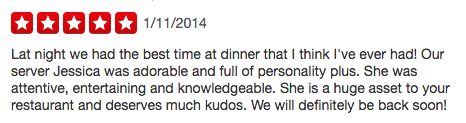 1/11/2014
Lat night we had the best time at dinner that I think I've ever had! Our
server Jessica was adorable and full of personality plus. She was
attentive, entertaining and knowledgeable. She is a huge asset to your
restaurant and deserves much kudos. We will definitely be back soon!